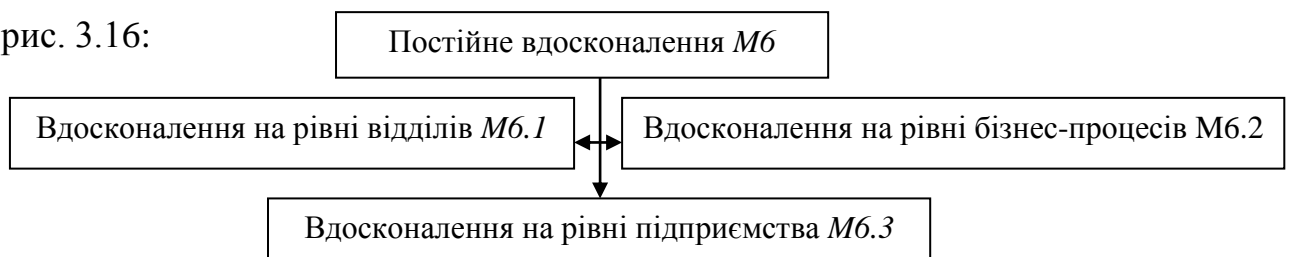 рис. 3.16:
Постійне вдосконалення М6
Вдосконалення на рівні відділів М6.1
Вдосконалення на рівні бізнес-процесів М6.2
Вдосконалення на рівні підприємства М6.3